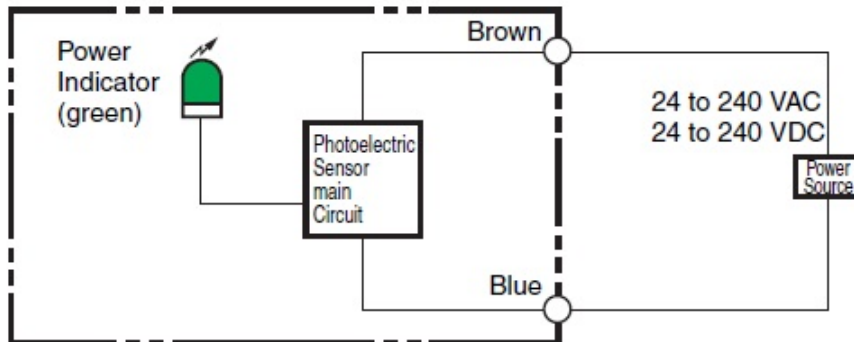 Power
Indicator
(green)
Brown
Photoelectric
Sensor
main
Circuit
24 to 240 VAC
24 to 240 VDC
Power
Source
Blue